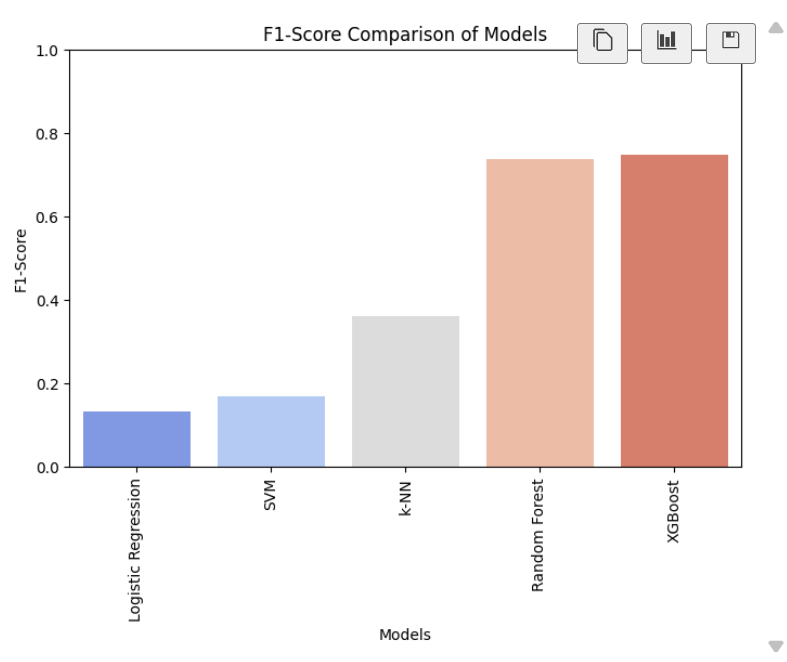 F1-Score Comparison of Models
1.0
0.8
0.6
0.4
0.2
0.0
F1-Score
Logistic Regression
SVM
k-NN
Random Forest
XGBoost
Models